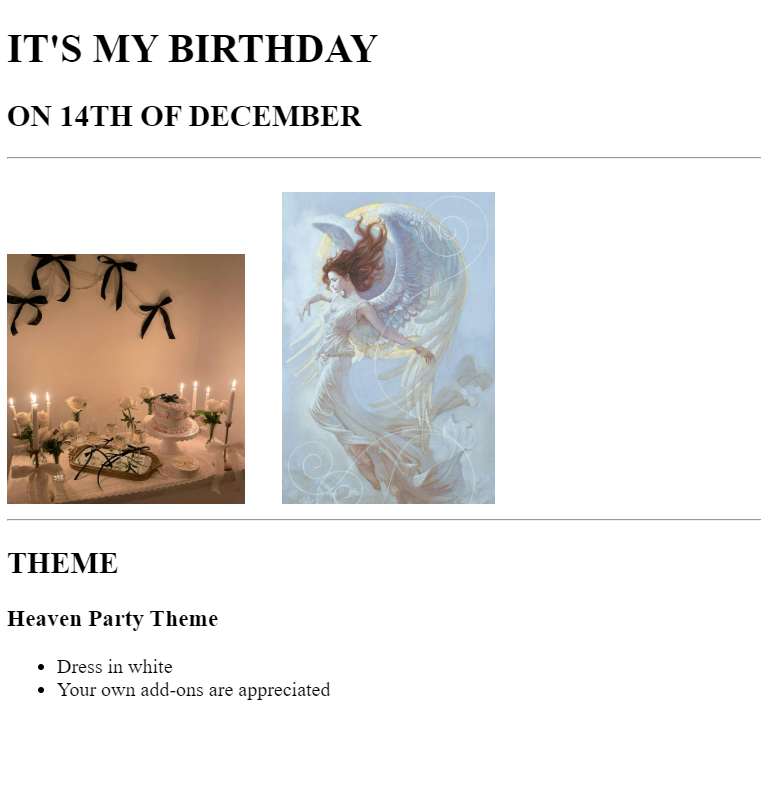 IT'S MY BIRTHDAY
ON 14TH OF DECEMBER
THEME
Heaven Party Theme
Dress in white
Your own add-ons are appreciated